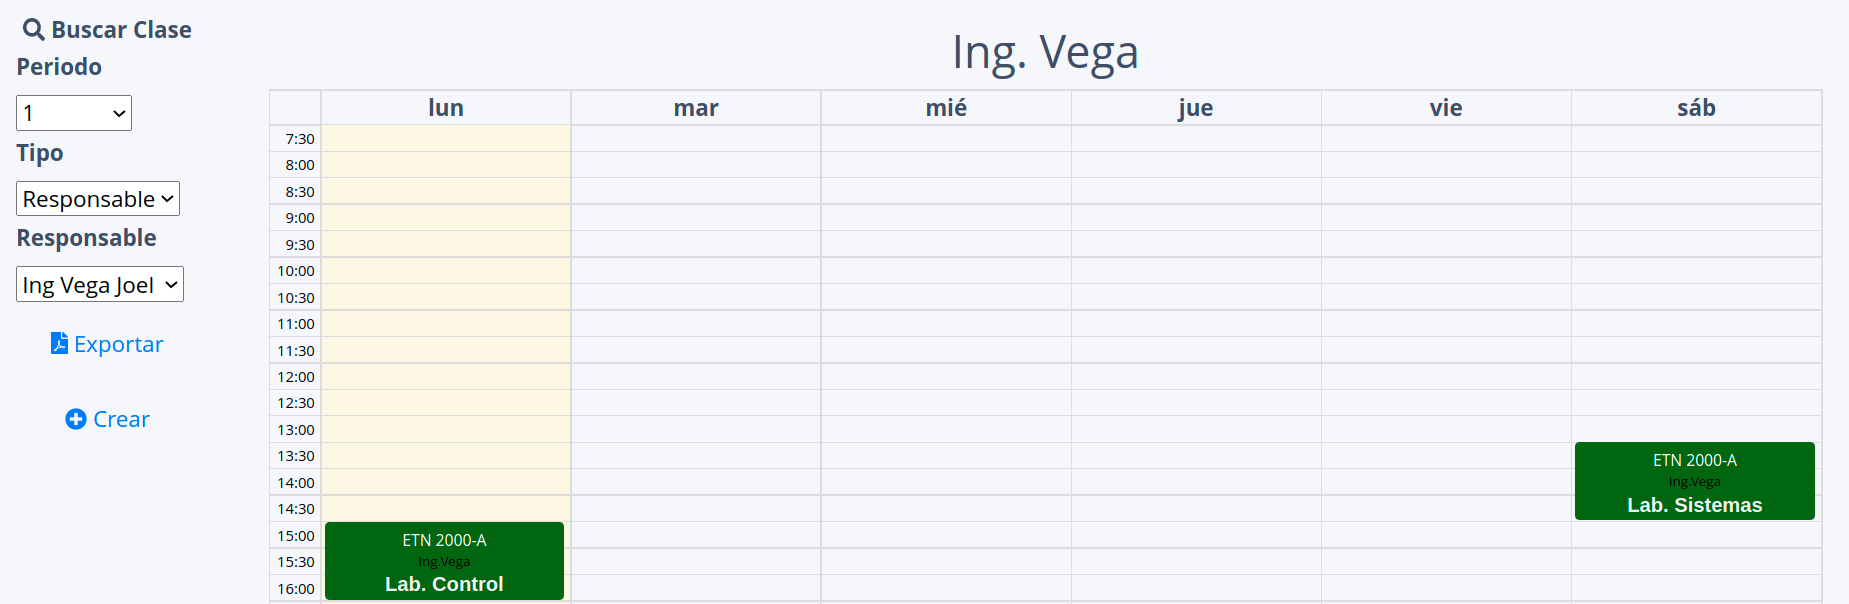 Buscar Clase
Periodo
1
Tipo
Responsable
Responsable
Ing Vega Joel
Exportar
Crear
Ing. Vega
lun mar mié jue vie sáb
7:30
8:00
8:30
9:00
9:30
10:00
10:30
11:00
11:30
12:00
12:30
13:00
13:30
14:00
14:30
15:00
15:30
16:00
ETN 2000-A
Ing.Vega
Lab. Control
ETN 2000-A
Ing.Vega
Lab. Sistemas